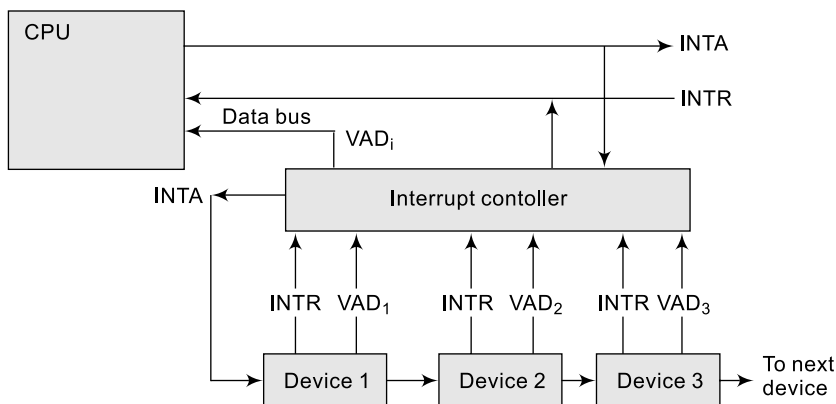 CPU
INTA
INTR
Data bus
VADi
INTA
Interrupt contoller
INTR VAD1 INTR VAD2 INTR VAD3
Device 1 Device 2 Device 3 To next
device